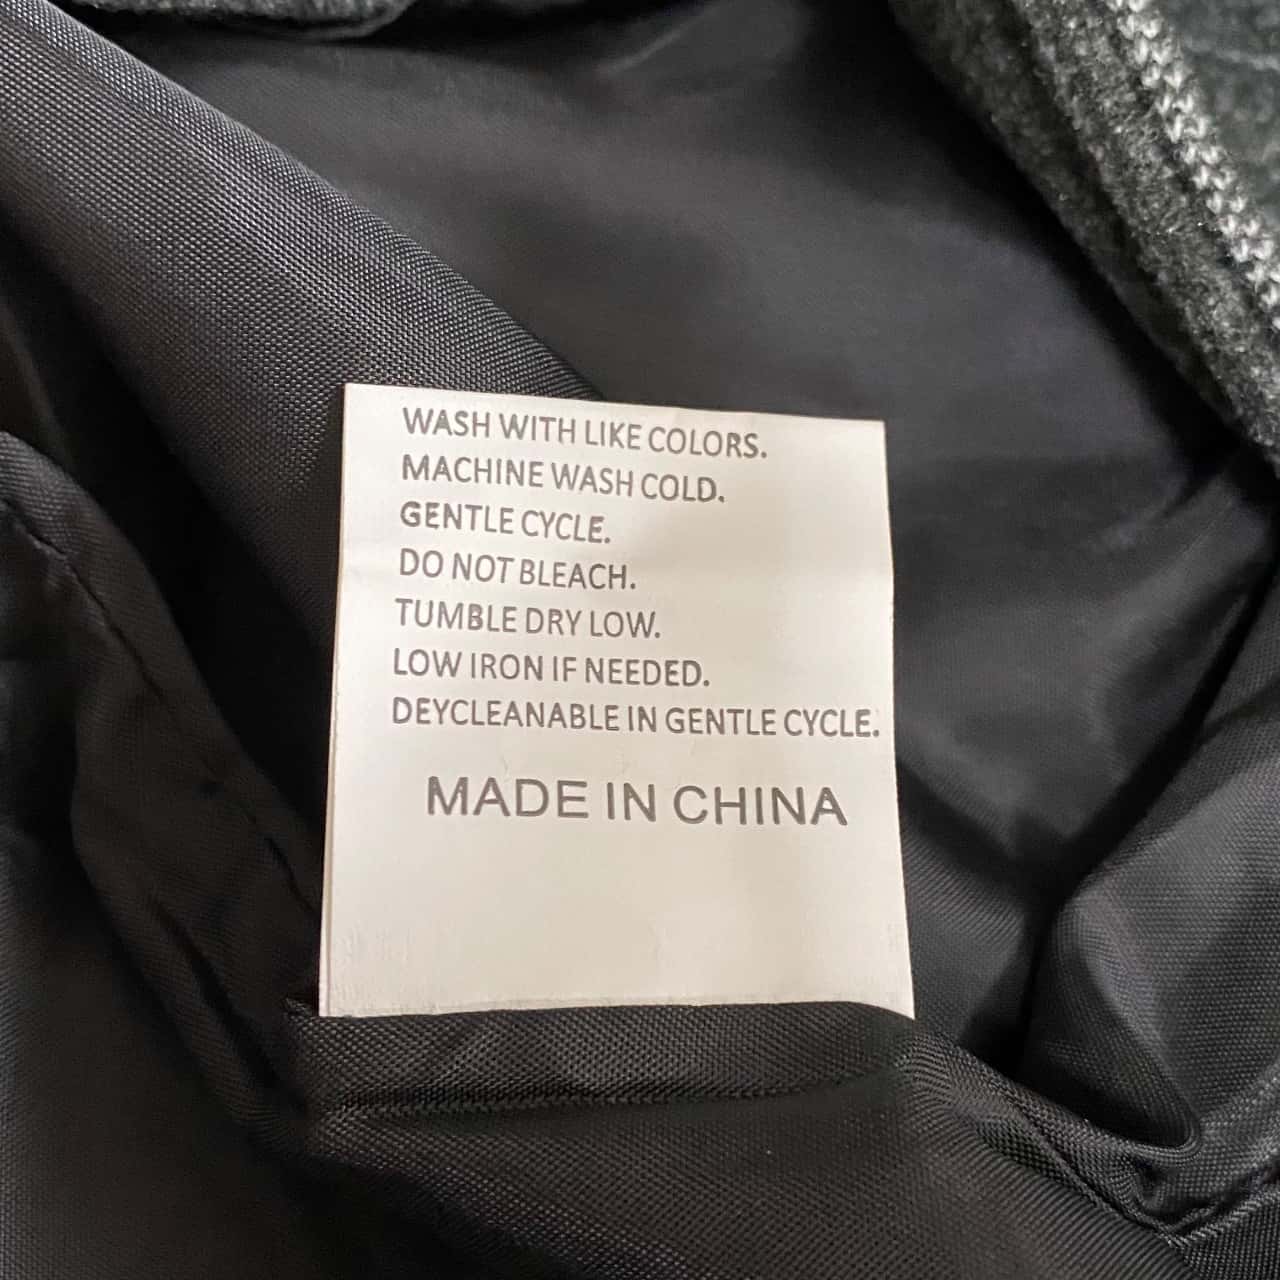 WASH WITH LIKE COLORS.
MACHINE WASH COLD.
GENTLE CYCLE.
DO NOT BLEACH.
TUMBLE DRY LOW.
LOW IRON IF NEEDED.
DEYCLEANABLE IN GENTLE CYCLE.
MADE IN CHINA